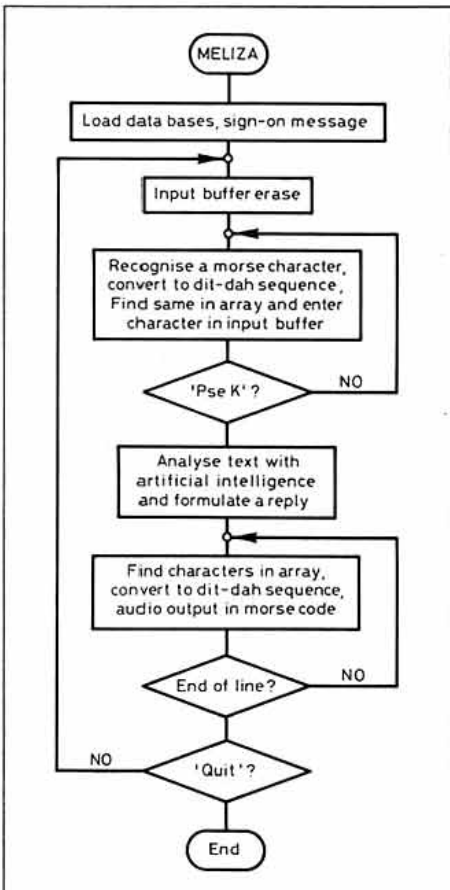 MELIZA
Load data bases, sign-on message
Input buffer erase
Recognise a morse character,
convert to dit-dah sequence,
Find same in array and enter
character in input buffer
'Pse K'?
NO
Analyse text with
artificial intelligence
and formulate a reply
Find characters in array,
convert to dit-dah sequence,
audio output in morse code
End of line?
NO
NO
'Quit'?
End